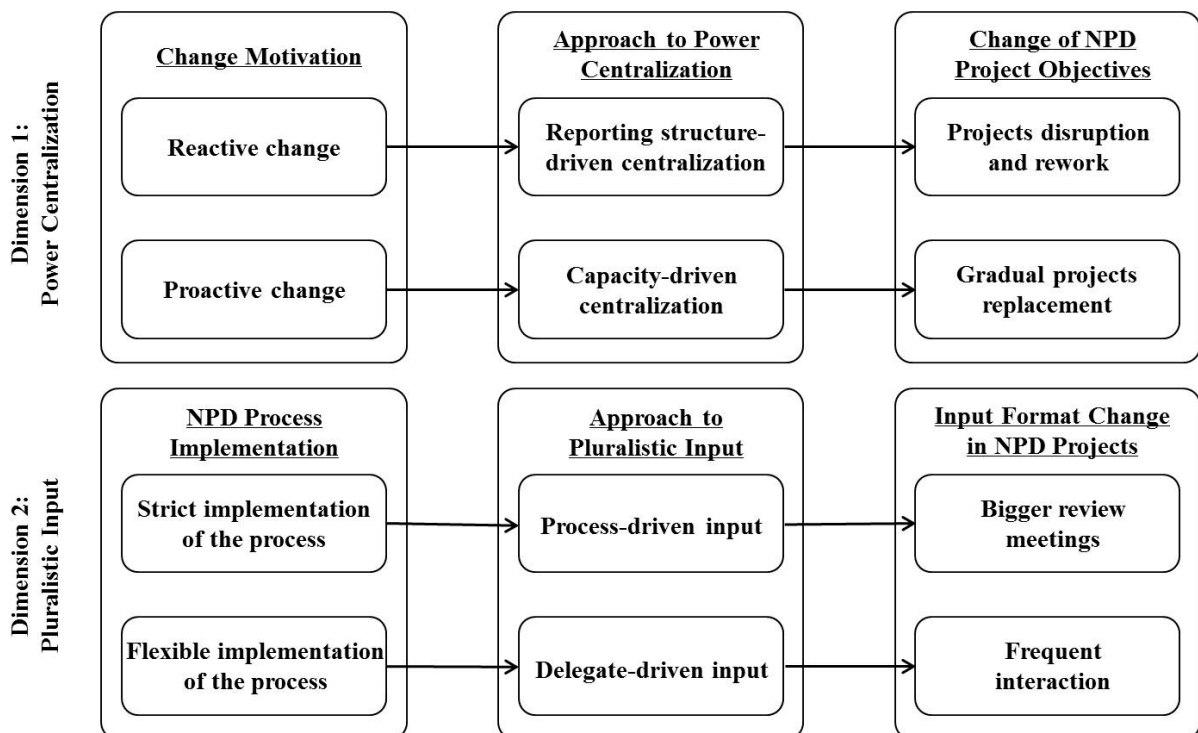 Dimension 1:
Power Centralization
Change Motivation
Reactive change
Proactive change
Approach to Power
Centralization
Reporting structure-
driven centralization
Capacity-driven
centralization
Change of NPD
Project Objectives
Projects disruption
and rework
Gradual projects
replacement
Dimension 2:
Pluralistic Input
NPD Process
Implementation
Strict implementation
of the process
Flexible implementation
of the process
Approach to
Pluralistic Input
Process-driven input
Delegate-driven input
Input Format Change
in NPD Projects
Bigger review
meetings
Frequent
interaction